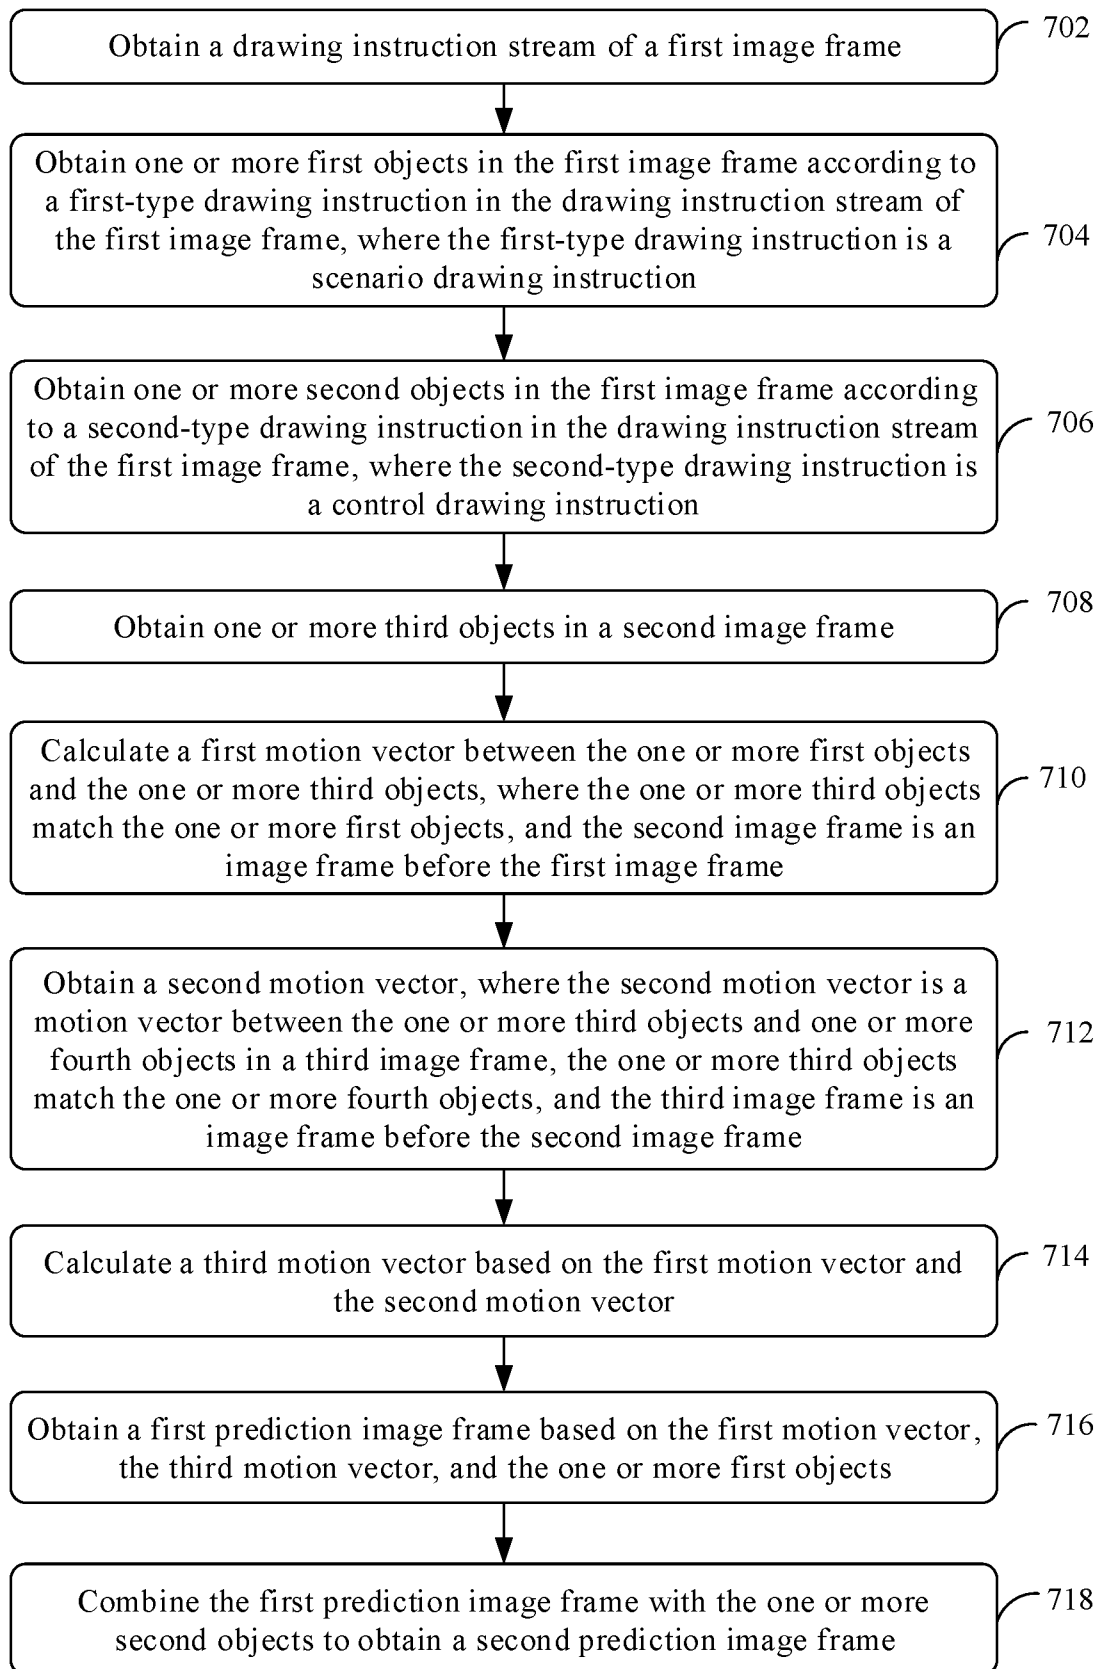 Obtain a drawing instruction stream of a first image frame
702
Obtain one or more first objects in the first image frame according to
a first-type drawing instruction in the drawing instruction stream of
the first image frame, where the first-type drawing instruction is a
scenario drawing instruction
704
Obtain one or more second objects in the first image frame according
to a second-type drawing instruction in the drawing instruction stream
of the first image frame, where the second-type drawing instruction is
a control drawing instruction
706
Obtain one or more third objects in a second image frame
708
Calculate a first motion vector between the one or more first objects
and the one or more third objects, where the one or more third objects
match the one or more first objects, and the second image frame is an
image frame before the first image frame
710
Obtain a second motion vector, where the second motion vector is a
motion vector between the one or more third objects and one or more
fourth objects in a third image frame, the one or more third objects
match the one or more fourth objects, and the third image frame is an
image frame before the second image frame
712
Calculate a third motion vector based on the first motion vector and
the second motion vector
714
Obtain a first prediction image frame based on the first motion vector,
the third motion vector, and the one or more first objects
716
Combine the first prediction image frame with the one or more
second objects to obtain a second prediction image frame
718